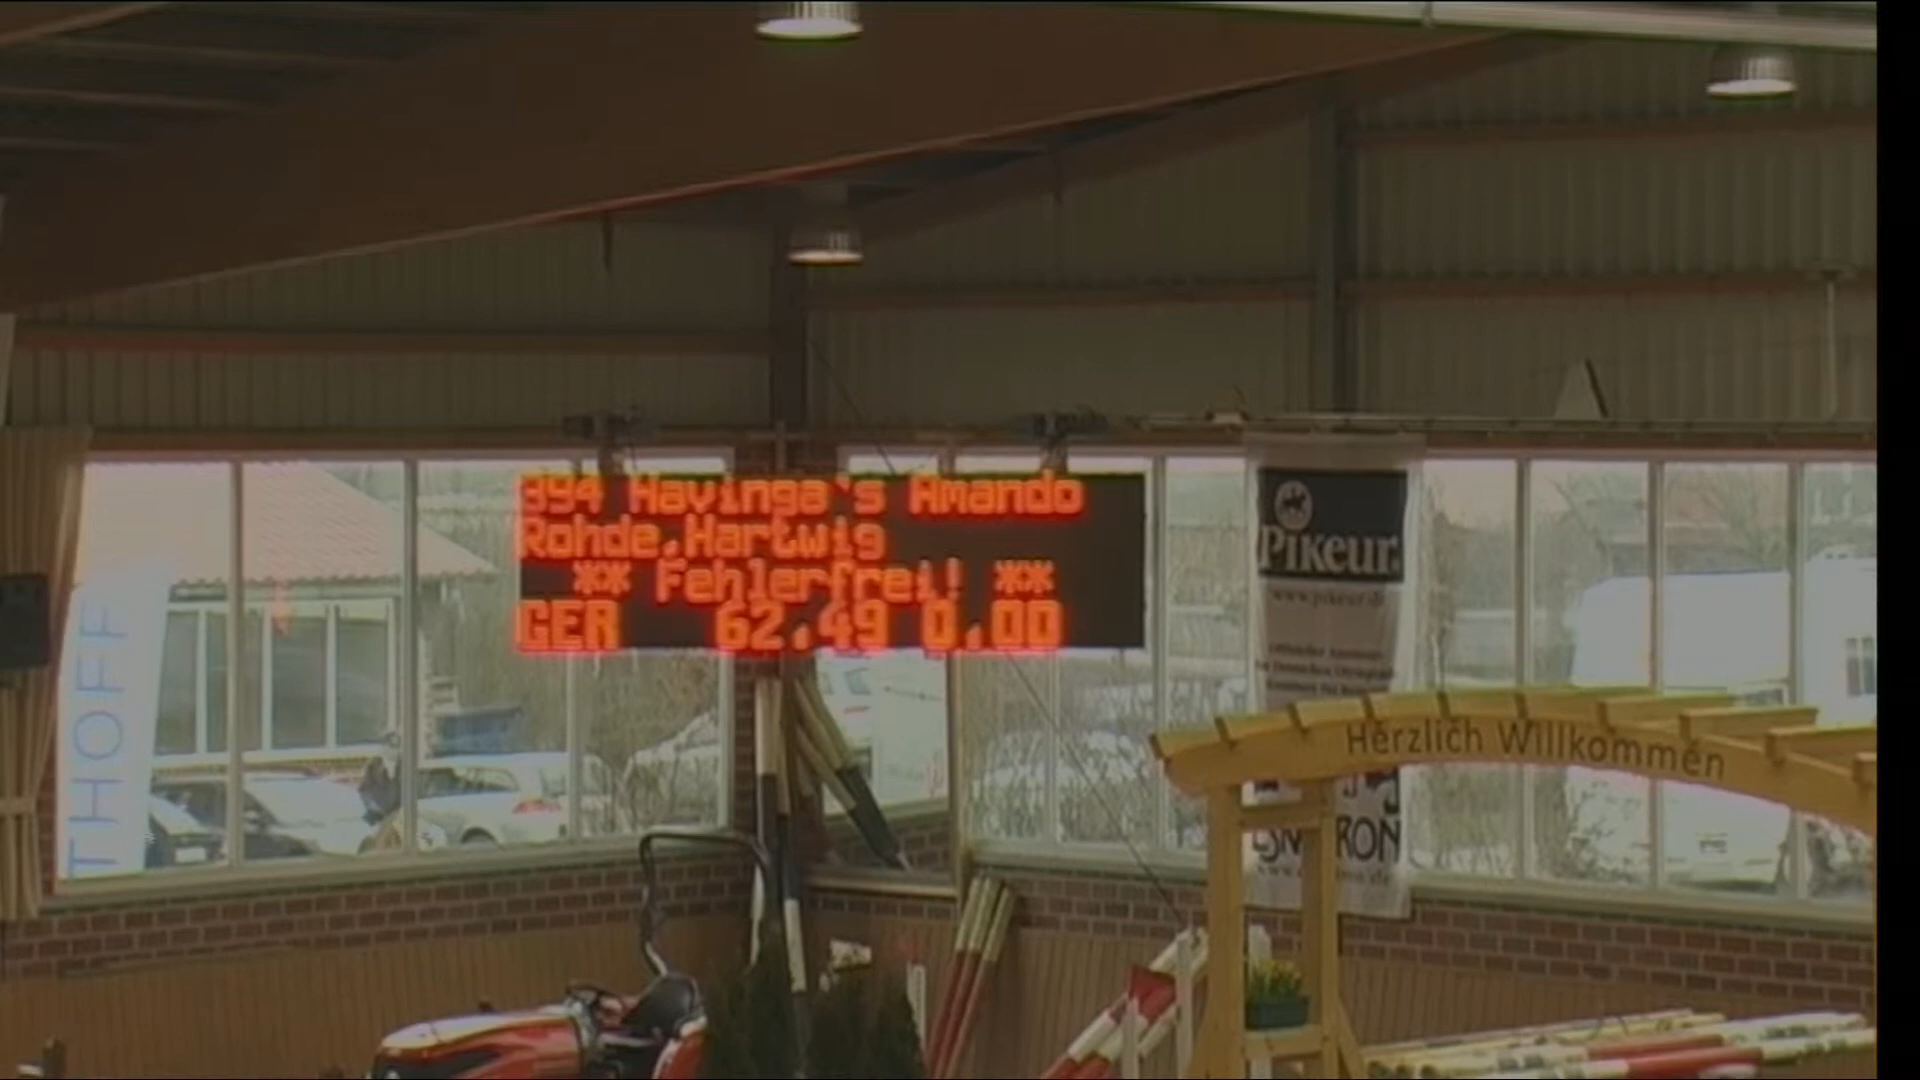 394 Havinga's Amando
Rohde,Hartwig
** Fehlerfrei! **
GER 62.49 0.00
Pikeur
Herzlich Willkommen
THOFF